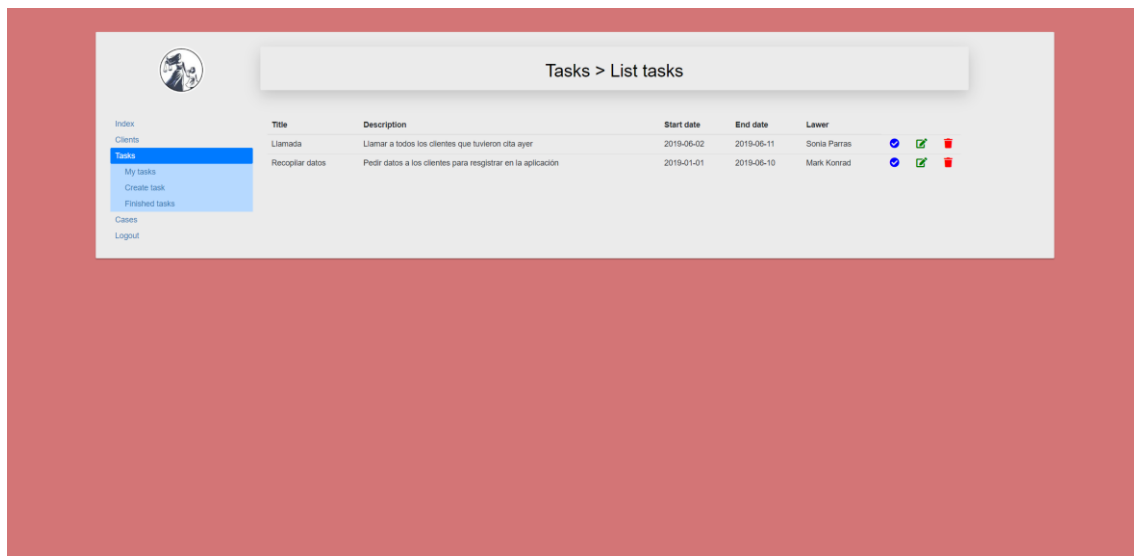 Tasks > List tasks
Index
Clients
Tasks
My tasks
Create task
Finished tasks
Cases
Logout
Title Description Start date End date Lawer
Llamada Llamar a todos los clientes que tuvieron cita ayer 2019-06-02 2019-06-11 Sonia Parras
Recopilar datos Pedir datos a los clientes para resgistrar en la aplicación 2019-01-01 2019-06-10 Mark Konrad